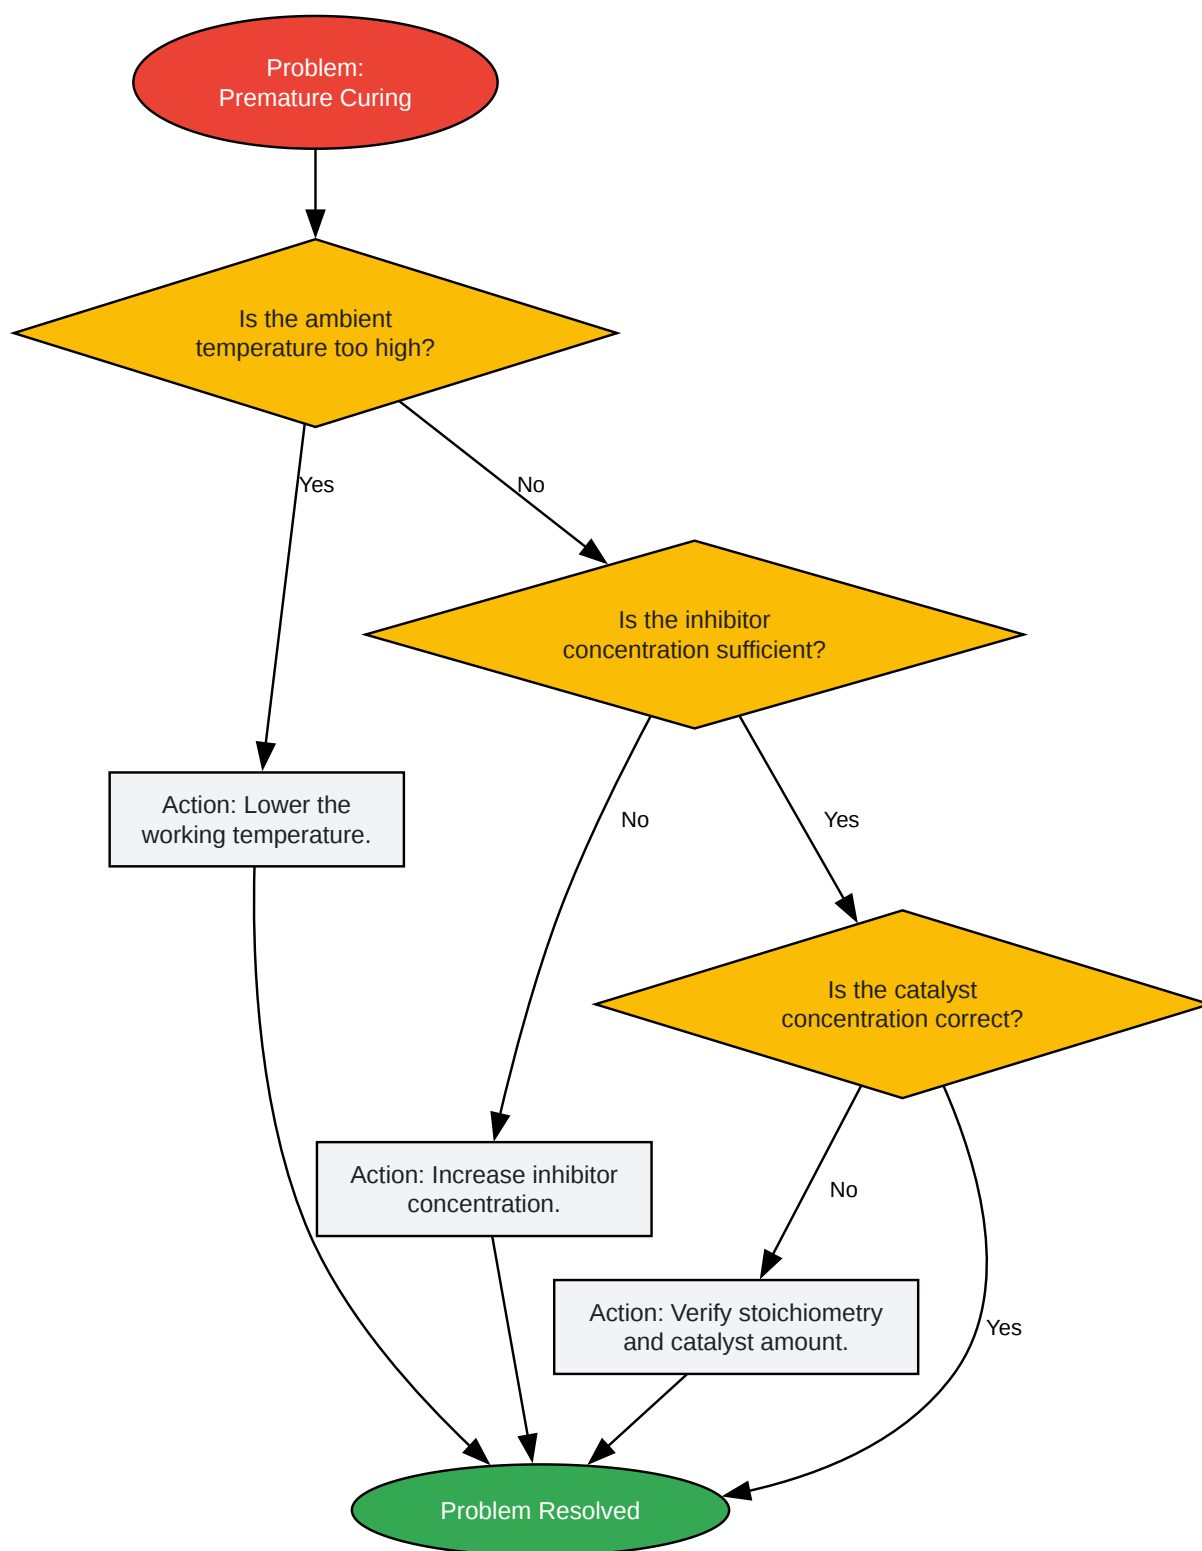 Problem:
Premature Curing
Is the ambient
temperature too high?
Yes
No
Is the inhibitor
concentration sufficient?
Action: Lower the
working temperature.
No
Yes
Is the catalyst
concentration correct?
Action: Increase inhibitor
concentration.
No
Action: Verify stoichiometry
and catalyst amount.
Yes
Problem Resolved